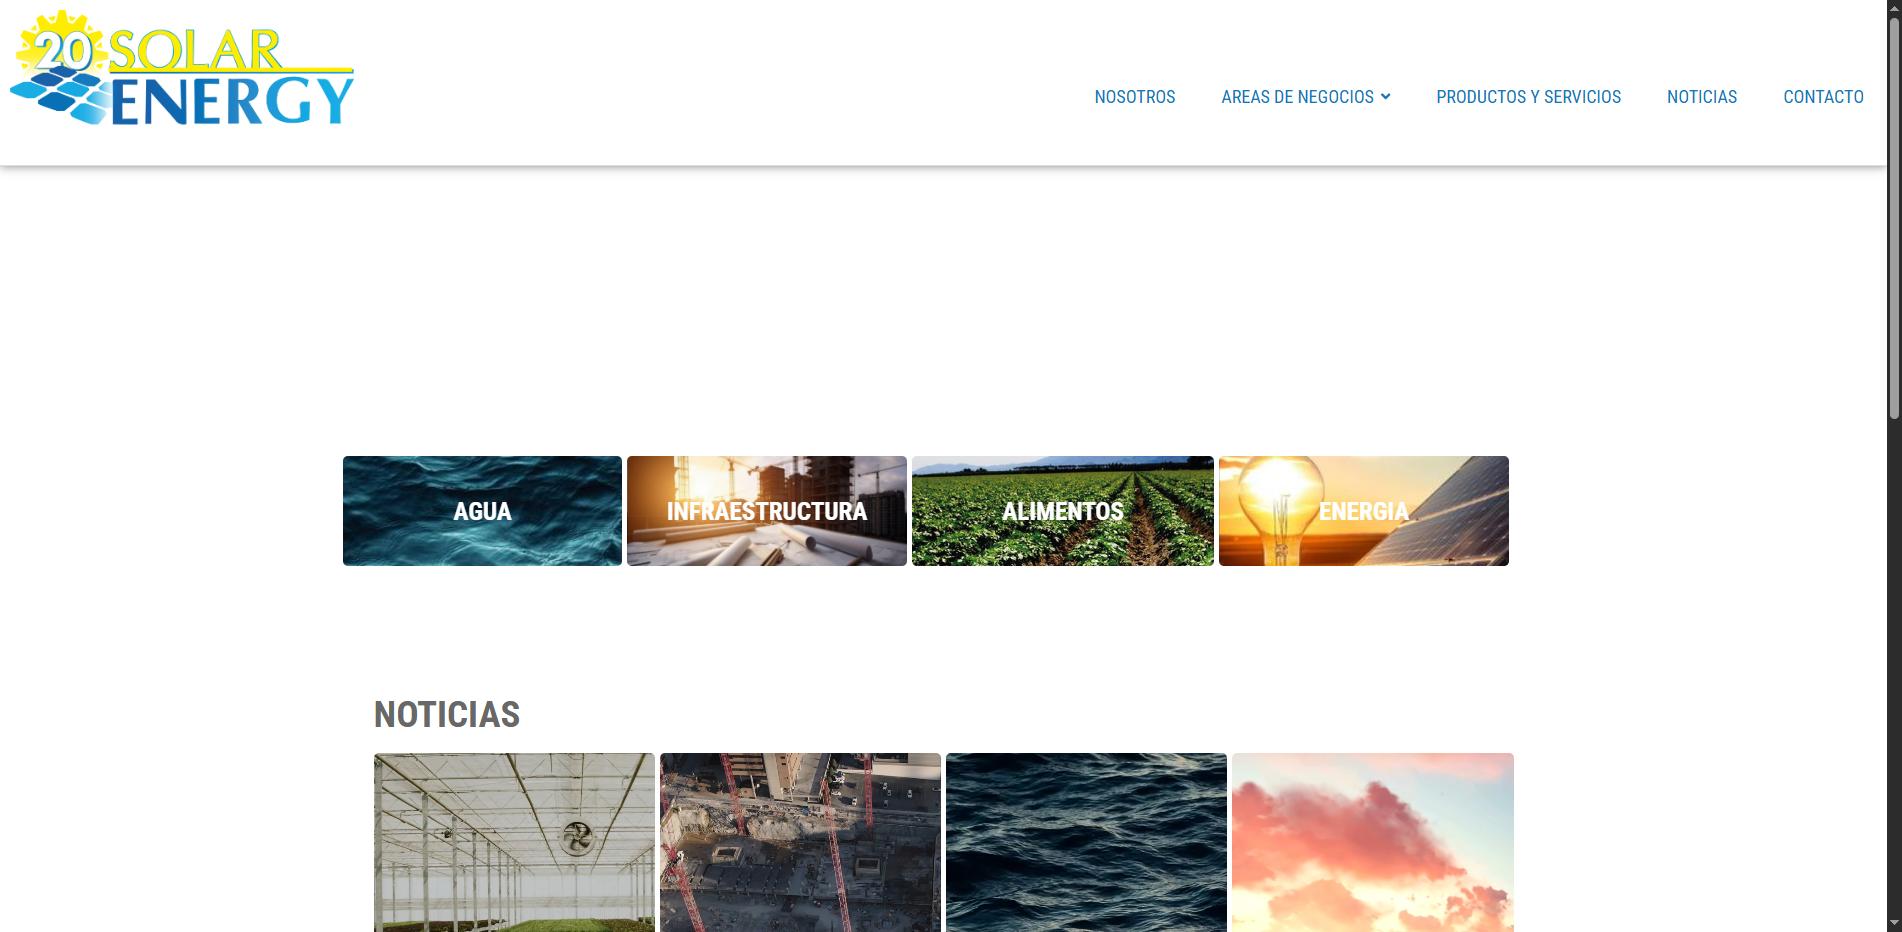 20 SOLAR
ENERGY
NOSOTROS
AREAS DE NEGOCIOS
PRODUCTOS Y SERVICIOS
NOTICIAS
CONTACTO
AGUA
INFRAESTRUCTURA
ALIMENTOS
ENERGIA
NOTICIAS